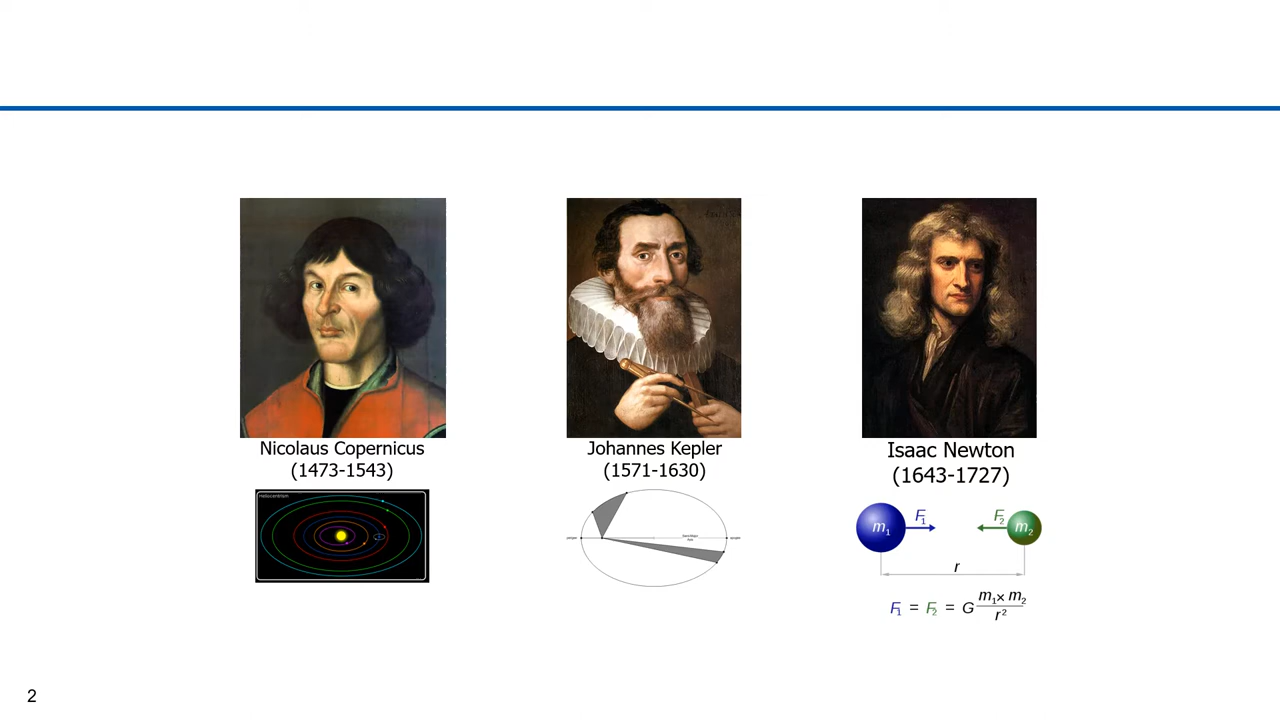 Nicolaus Copernicus
(1473-1543)
Johannes Kepler
(1571-1630)
Isaac Newton
(1643-1727)
heliocentrism
m1
F1
F2
m2
r
F1 = F2 = G m1 × m2 / r²
2